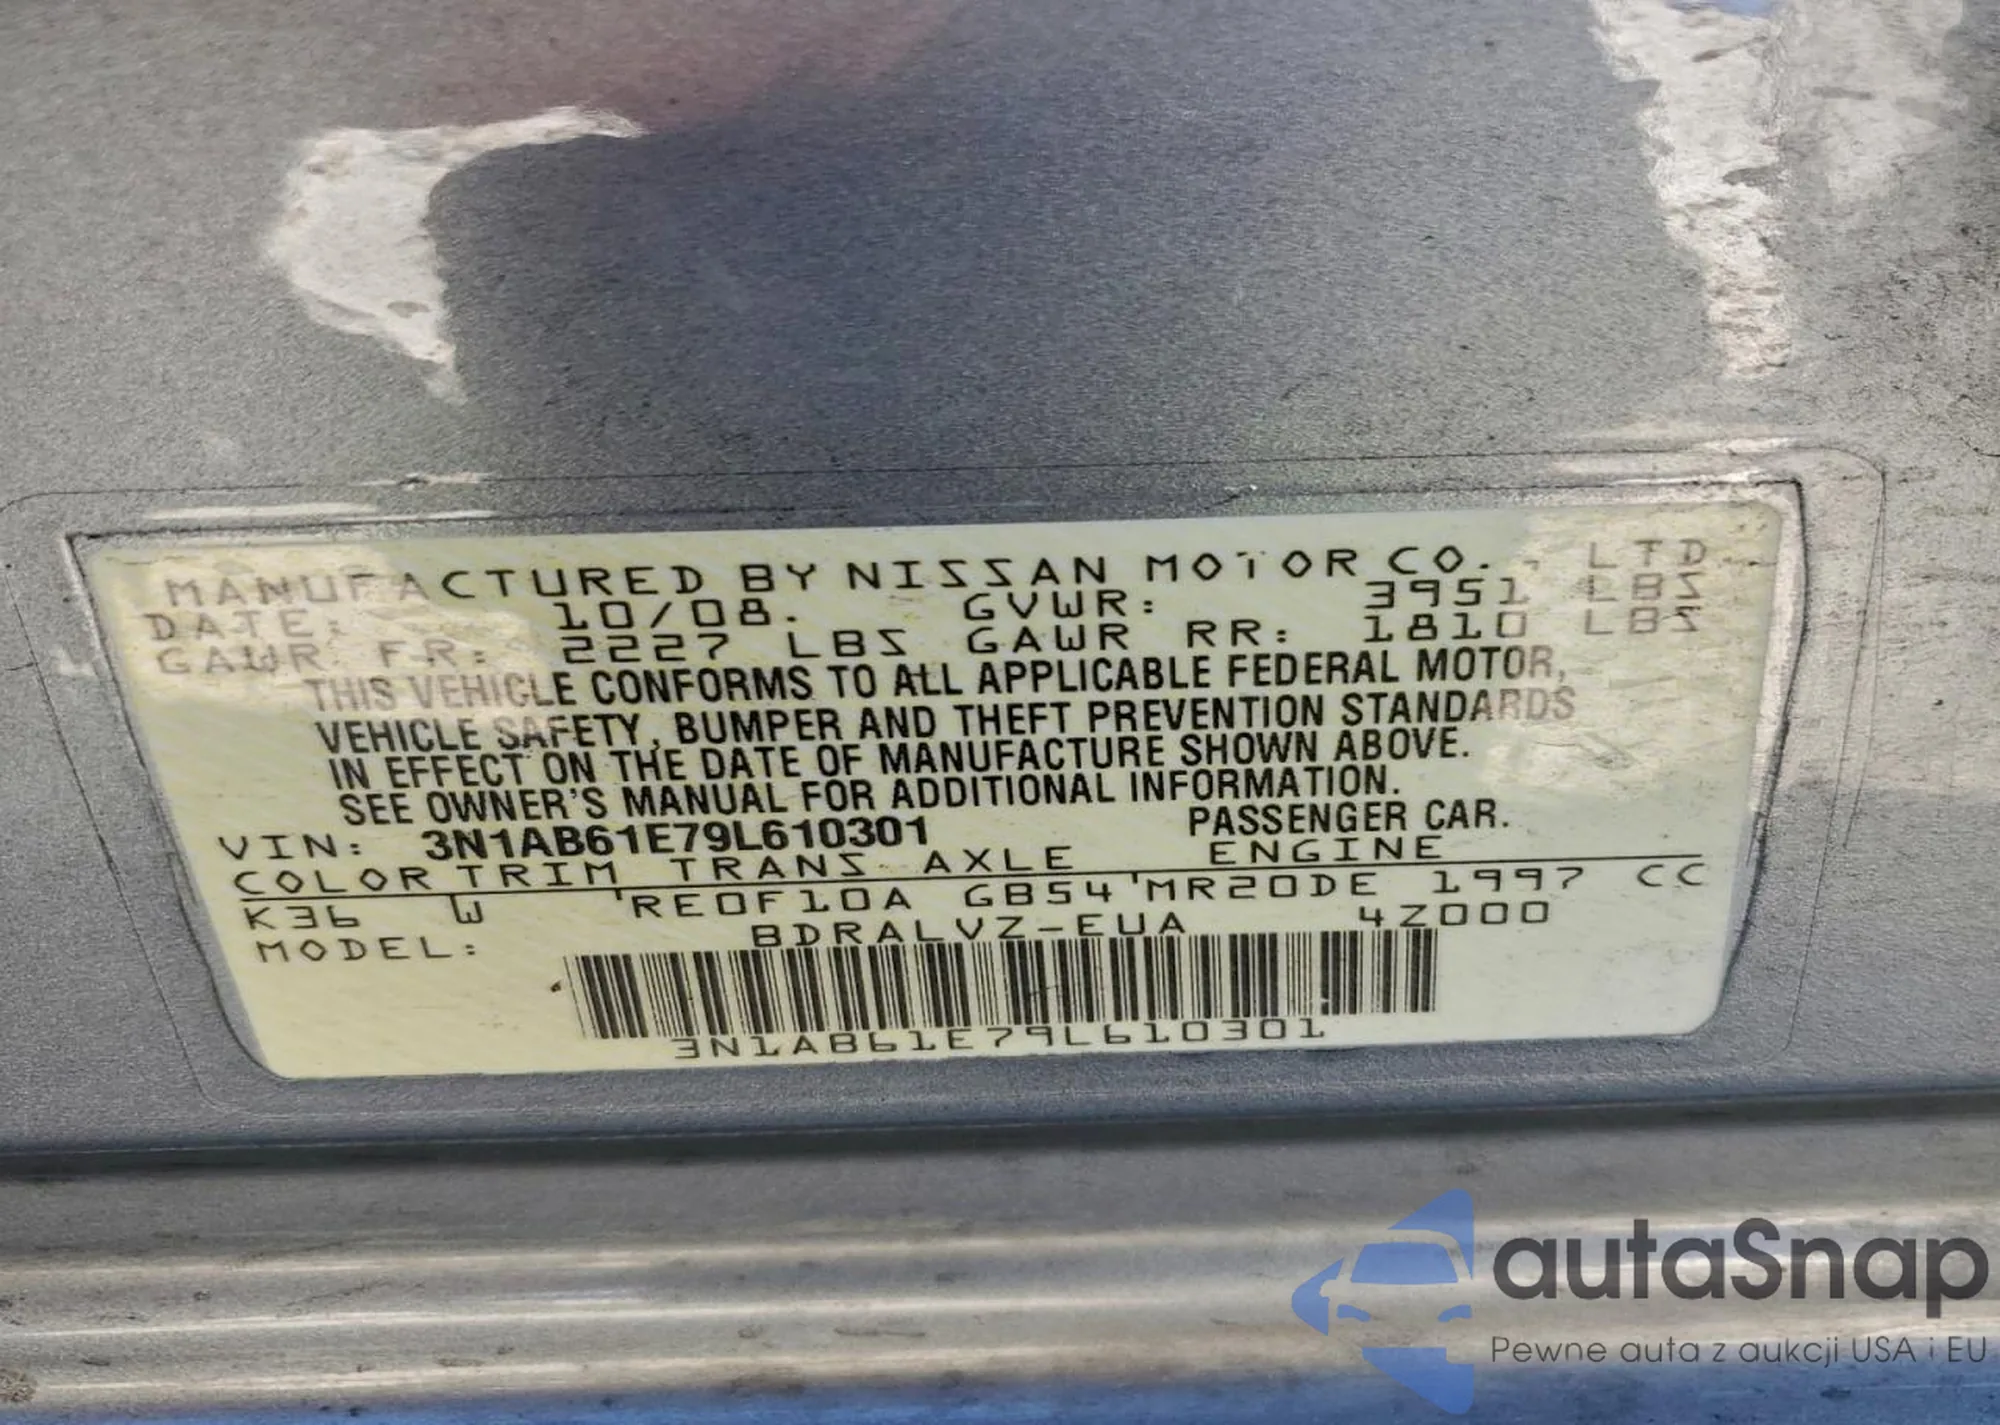 MANUFACTURED BY NISSAN MOTOR CO., LTD
DATE: 10/08. GVWR: 3951 LBS
GAWR FR: 2227 LBS GAWR RR: 1810 LBS
THIS VEHICLE CONFORMS TO ALL APPLICABLE FEDERAL MOTOR,
VEHICLE SAFETY, BUMPER AND THEFT PREVENTION STANDARDS
IN EFFECT ON THE DATE OF MANUFACTURE SHOWN ABOVE.
SEE OWNER'S MANUAL FOR ADDITIONAL INFORMATION.
VIN: 3N1AB61E79L610301 PASSENGER CAR.
COLOR TRIM TRANS AXLE ENGINE
K36 W RE0F10A GB54 MR20DE 1997 CC
MODEL: BDRALVZ-EUA 4Z000
3N1AB61E79L610301
autaSnap
Pewne auta z aukcji USA i EU